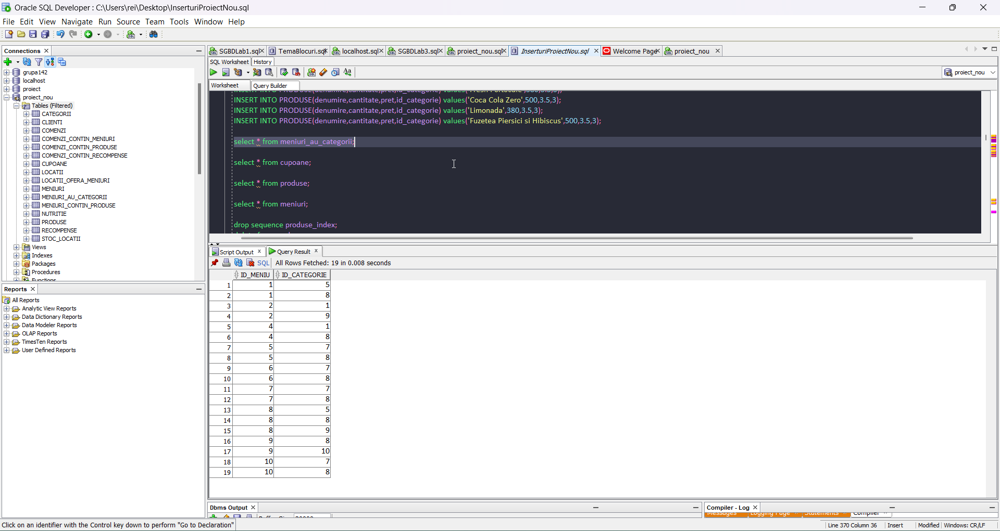 Oracle SQL Developer : C:\Users\rei\Desktop\InserturiProiectNou.sql
File Edit View Navigate Run Source Team Tools Window Help
Connections
grupa142
localhost
proiect
proiect_nou
Tables (Filtered)
CATEGORII
CLIENTI
COMENZI
COMENZI_CONTIN_MENIURI
COMENZI_CONTIN_PRODUSE
COMENZI_CONTIN_RECOMPENSE
CUPOANE
LOCATII
LOCATII_OFERA_MENIURI
MENIURI
MENIURI_AU_CATEGORII
MENIURI_CONTIN_PRODUSE
NUTRITIE
PRODUSE
RECOMPENSE
STOC_LOCATII
Views
Indexes
Packages
Procedures
Functions
Reports
All Reports
Analytic View Reports
Data Dictionary Reports
Data Modeler Reports
OLAP Reports
TimesTen Reports
User Defined Reports
SGBDLab1.sql TemaBlocuri.sql localhost.sql SGBDLab3.sql proiect_nou.sql InserturiProiectNou.sql Welcome Page proiect_nou
SQL Worksheet History
proiect_nou
Worksheet Query Builder
INSERT INTO PRODUSE(denumire,cantitate,pret,id_categorie) values('Coca Cola Zero',500,3.5,3);
INSERT INTO PRODUSE(denumire,cantitate,pret,id_categorie) values('Limonada',380,3.5,3);
INSERT INTO PRODUSE(denumire,cantitate,pret,id_categorie) values('Fuzetea Piersici si Hibiscus',500,3.5,3);
select * from meniuri_au_categorii;
select * from cupoane;
select * from produse;
select * from meniuri;
drop sequence produse_index;
Script Output Query Result
SQL All Rows Fetched: 19 in 0.008 seconds
ID_MENIU ID_CATEGORIE
1 1 5
2 1 8
3 2 1
4 2 9
5 4 1
6 4 8
7 5 7
8 5 8
9 6 7
10 6 8
11 7 7
12 7 8
13 8 5
14 8 8
15 8 9
16 9 8
17 9 10
18 10 7
19 10 8
Dbms Output
Compiler - Log
Messages Logging Page Statements Compiler
Click on an identifier with the Control key down to perform "Go to Declaration"
Line 370 Column 36 Insert Modified Windows: CR/LF